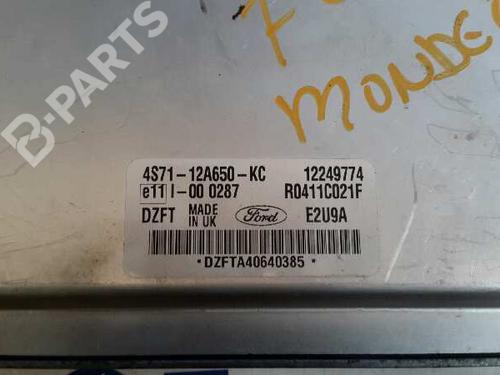 B-PARTS
MONDE
4S71-12A650-KC 12249774
e11 I-00 0287 R0411C021F
DZFT MADE IN UK Ford E2U9A
*DZFTA40640385*